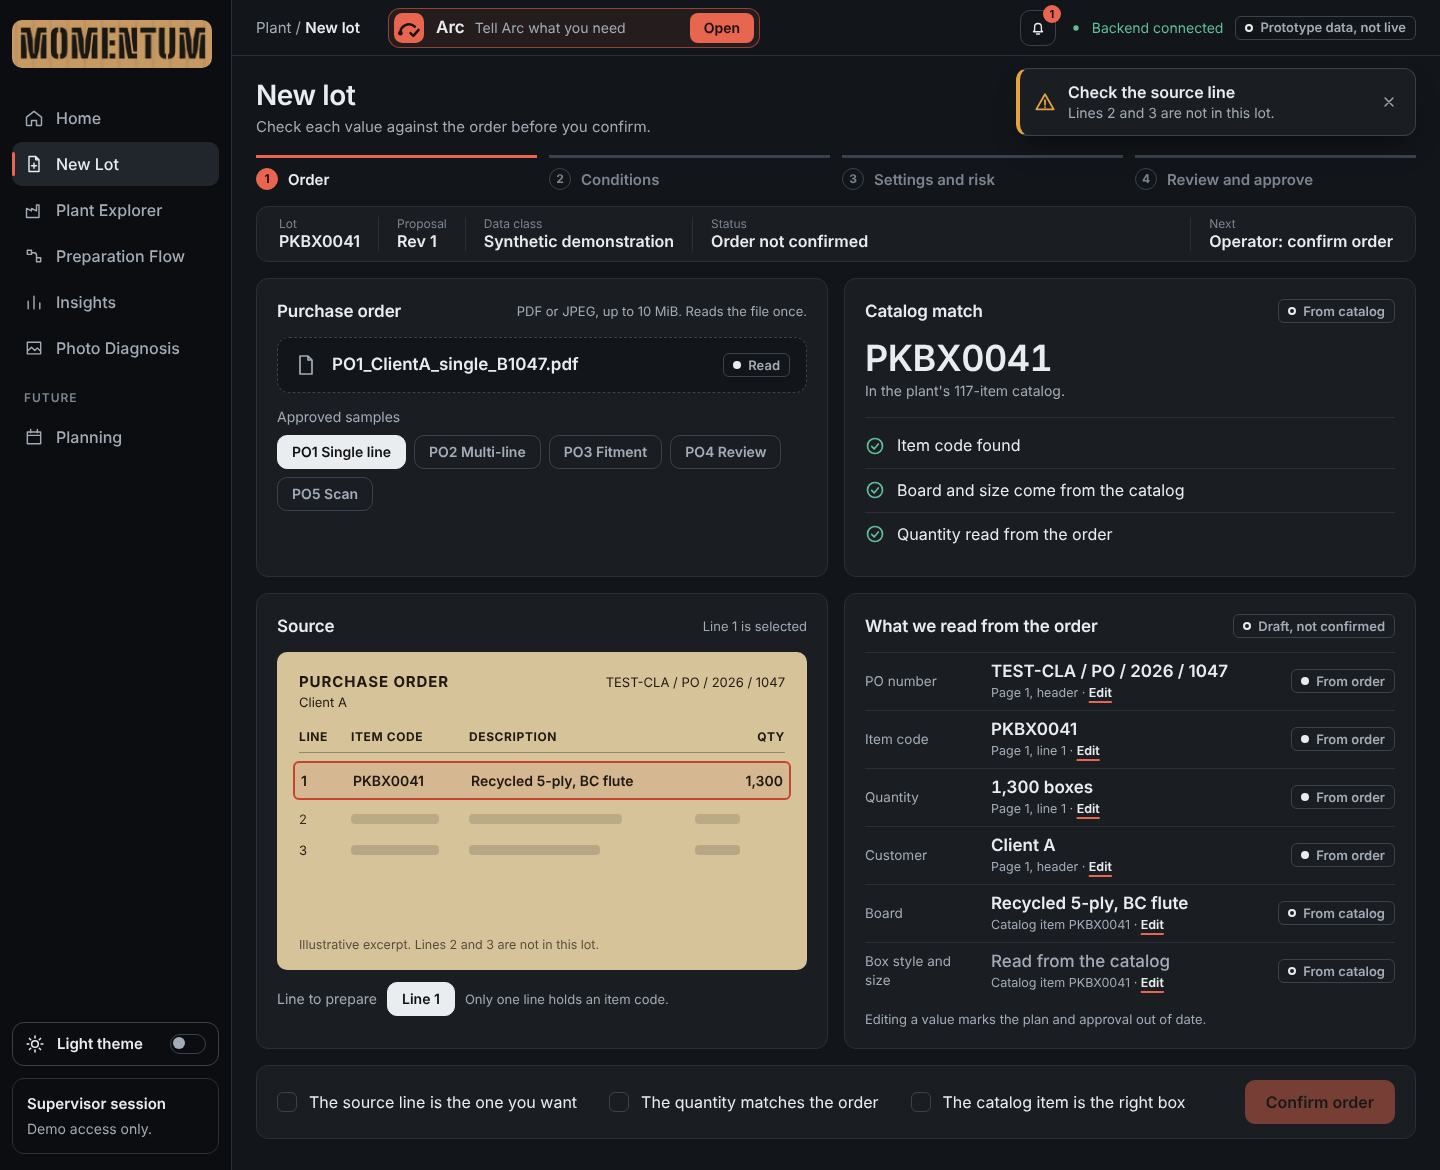 MOMENTUM
Home
New Lot
Plant Explorer
Preparation Flow
Insights
Photo Diagnosis
FUTURE
Planning
Light theme
Supervisor session
Demo access only.
Plant / New lot
Arc Tell Arc what you need Open
1
Backend connected
Prototype data, not live
New lot
Check each value against the order before you confirm.
Check the source line
Lines 2 and 3 are not in this lot.
1 Order
2 Conditions
3 Settings and risk
4 Review and approve
Lot
PKBX0041
Proposal
Rev 1
Data class
Synthetic demonstration
Status
Order not confirmed
Next
Operator: confirm order
Purchase order
PDF or JPEG, up to 10 MiB. Reads the file once.
PO1_ClientA_single_B1047.pdf
Read
Approved samples
PO1 Single line
PO2 Multi-line
PO3 Fitment
PO4 Review
PO5 Scan
Catalog match
From catalog
PKBX0041
In the plant's 117-item catalog.
Item code found
Board and size come from the catalog
Quantity read from the order
Source
Line 1 is selected
PURCHASE ORDER
TEST-CLA / PO / 2026 / 1047
Client A
LINE ITEM CODE DESCRIPTION QTY
1 PKBX0041 Recycled 5-ply, BC flute 1,300
2
3
Illustrative excerpt. Lines 2 and 3 are not in this lot.
Line to prepare Line 1 Only one line holds an item code.
What we read from the order
Draft, not confirmed
PO number
TEST-CLA / PO / 2026 / 1047
Page 1, header · Edit
From order
Item code
PKBX0041
Page 1, line 1 · Edit
From order
Quantity
1,300 boxes
Page 1, line 1 · Edit
From order
Customer
Client A
Page 1, header · Edit
From order
Board
Recycled 5-ply, BC flute
Catalog item PKBX0041 · Edit
From catalog
Box style and
size
Read from the catalog
Catalog item PKBX0041 · Edit
From catalog
Editing a value marks the plan and approval out of date.
The source line is the one you want
The quantity matches the order
The catalog item is the right box
Confirm order